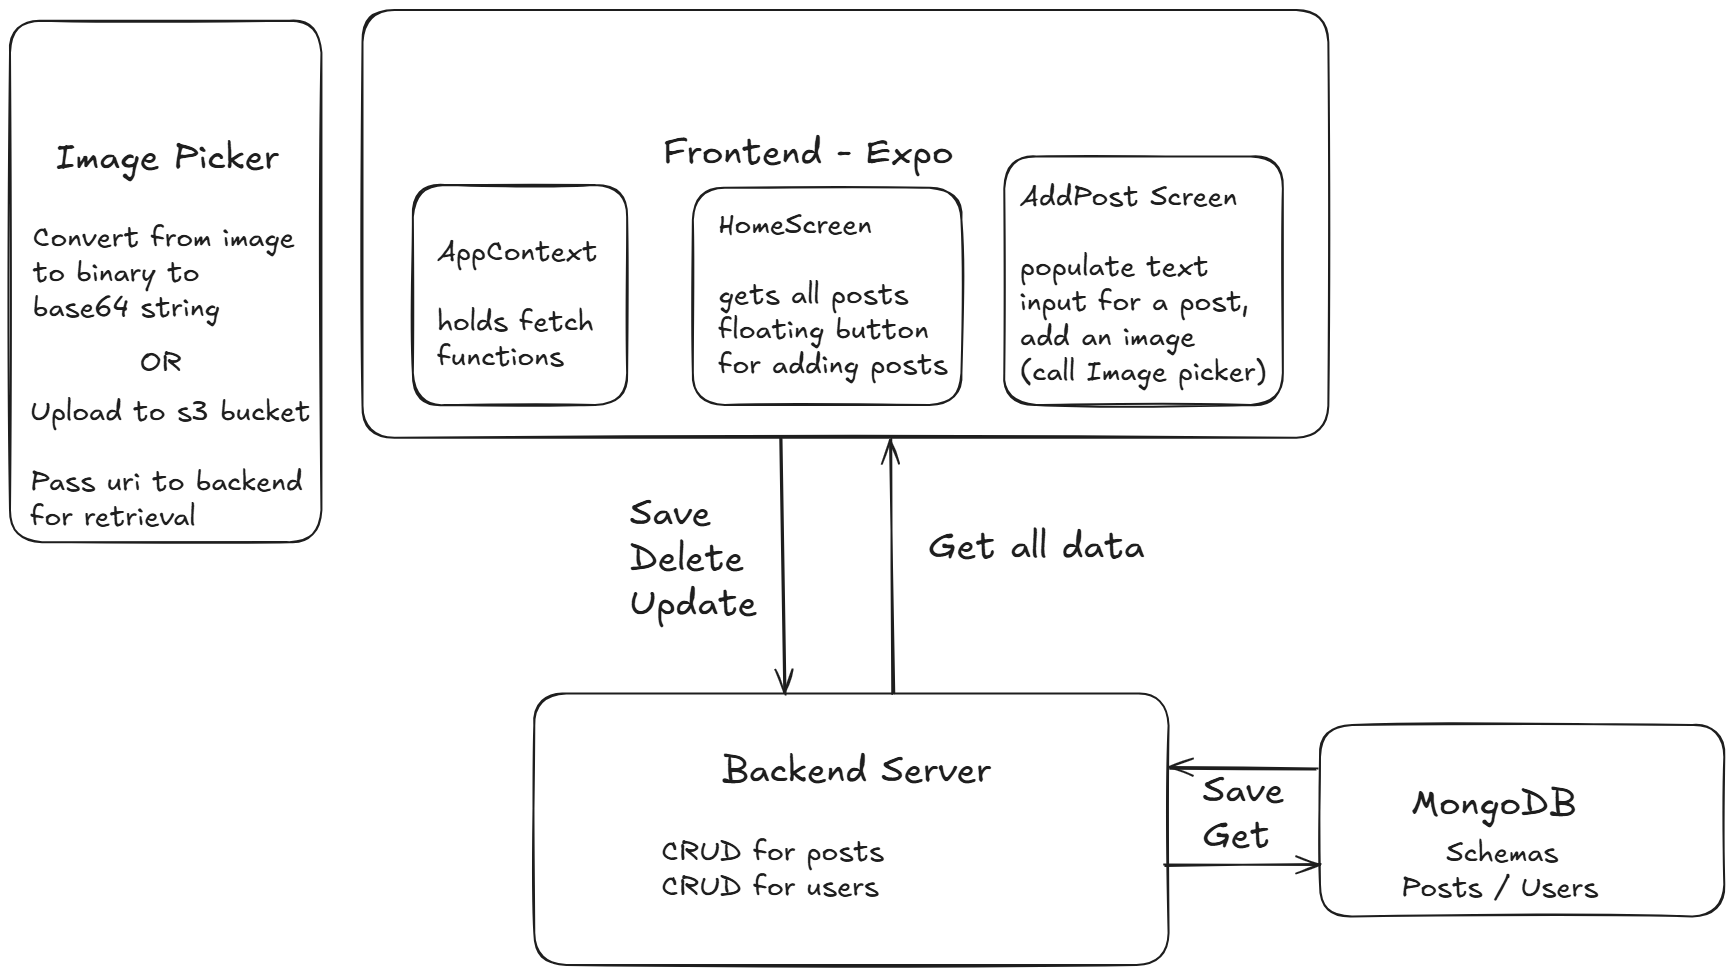 Image Picker
Convert from image
to binary to
base64 string
OR
Upload to s3 bucket
Pass uri to backend
for retrieval
Frontend - Expo
AppContext
holds fetch
functions
HomeScreen
gets all posts
floating button
for adding posts
AddPost Screen
populate text
input for a post,
add an image
(call Image picker)
Save
Delete
Update
Get all data
Backend Server
CRUD for posts
CRUD for users
Save
Get
MongoDB
Schemas
Posts / Users